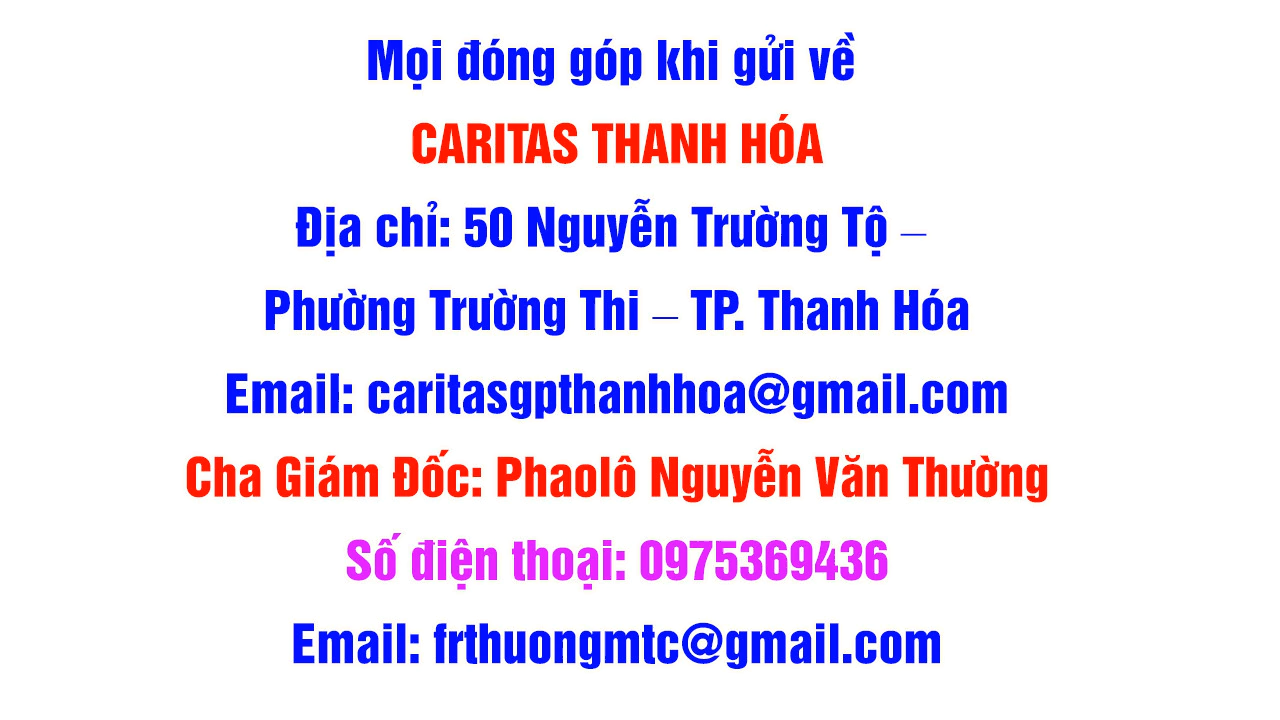 Mọi đóng góp khi gửi về
CARITAS THANH HÓA
Địa chỉ: 50 Nguyễn Trường Tộ –
Phường Trường Thi – TP. Thanh Hóa
Email: caritasgpthanhhoa@gmail.com
Cha Giám Đốc: Phaolô Nguyễn Văn Thường
Số điện thoại: 0975369436
Email: frthuongmtc@gmail.com